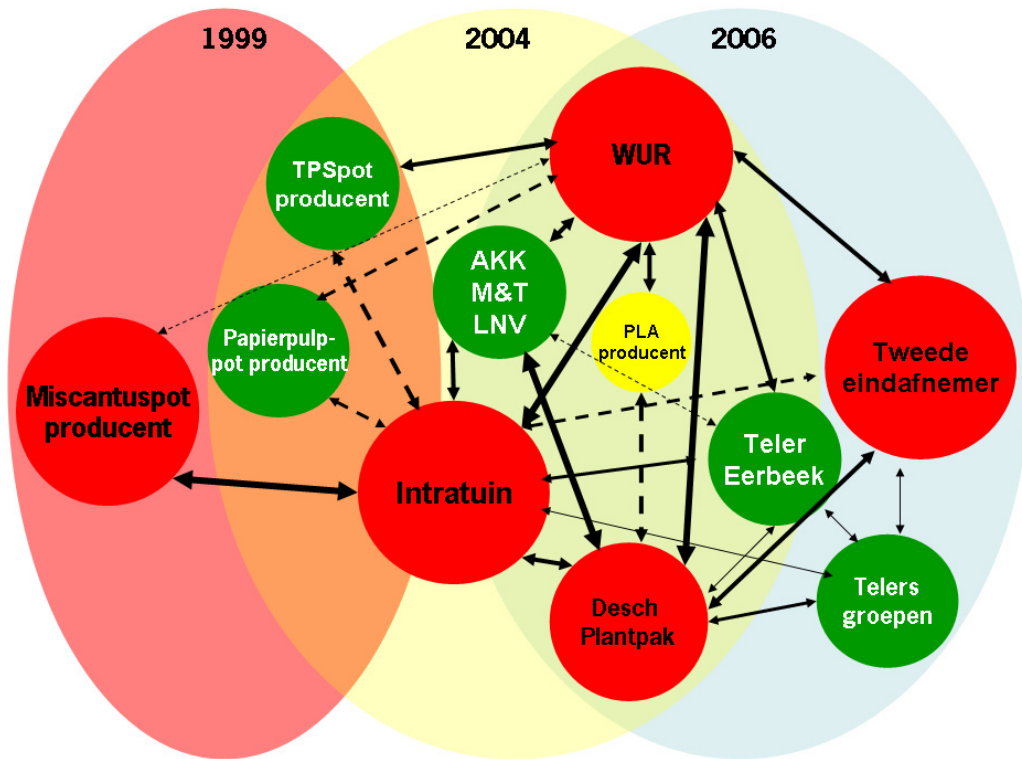 1999
2004
2006
TPSpot
producent
WUR
AKK
M&T
LNV
Papierpulp-
pot producent
PLA
producent
Miscantuspot
producent
Tweede
eindafnemer
Intratuin
Teler
Eerbeek
Desch
Plantpak
Telers
groepen